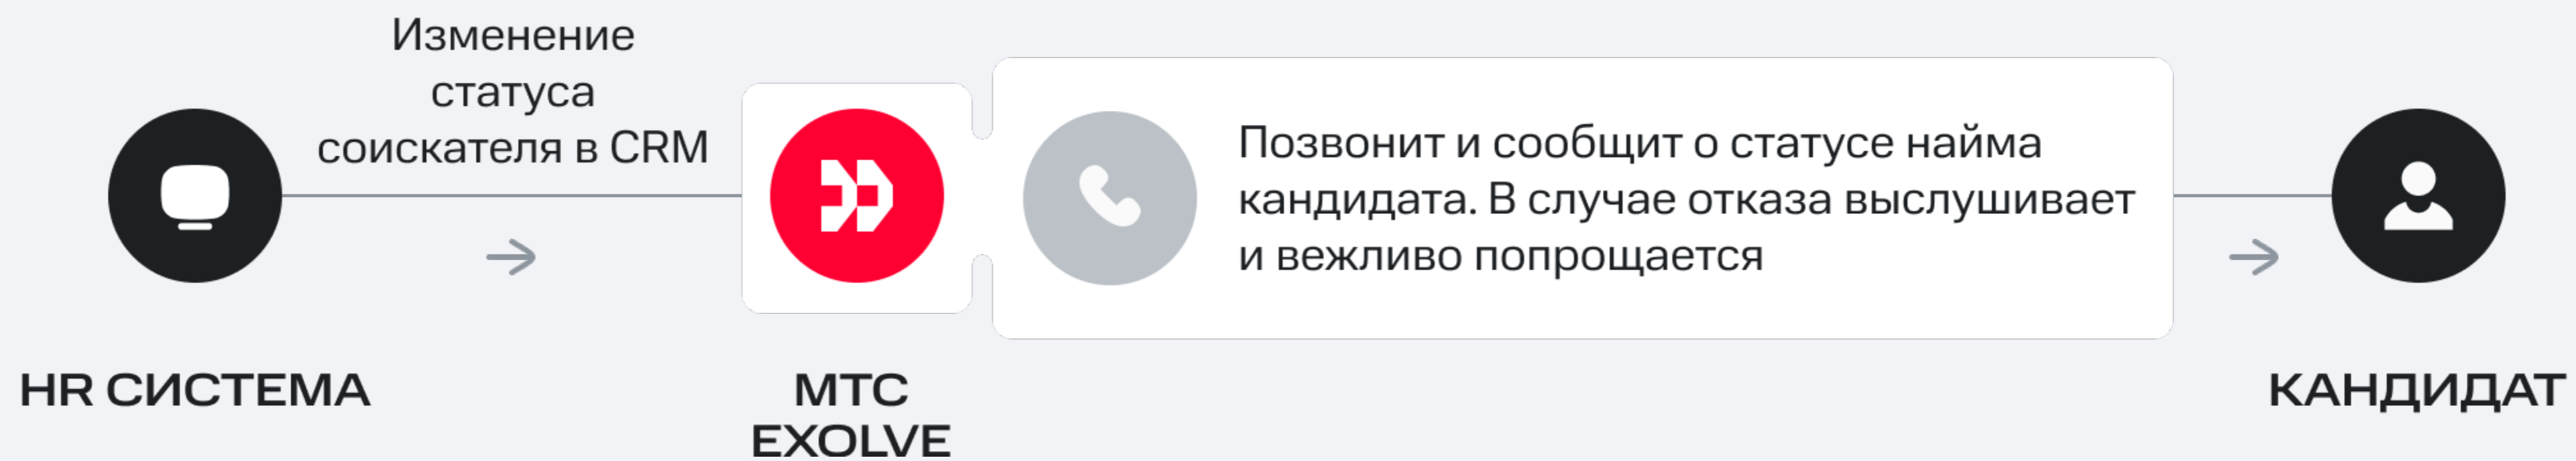 Изменение
статуса
соискателя в CRM
Позвонит и сообщит о статусе найма
кандидата. В случае отказа выслушивает
и вежливо попрощается
HR СИСТЕМА
МТС
EXOLVE
КАНДИДАТ